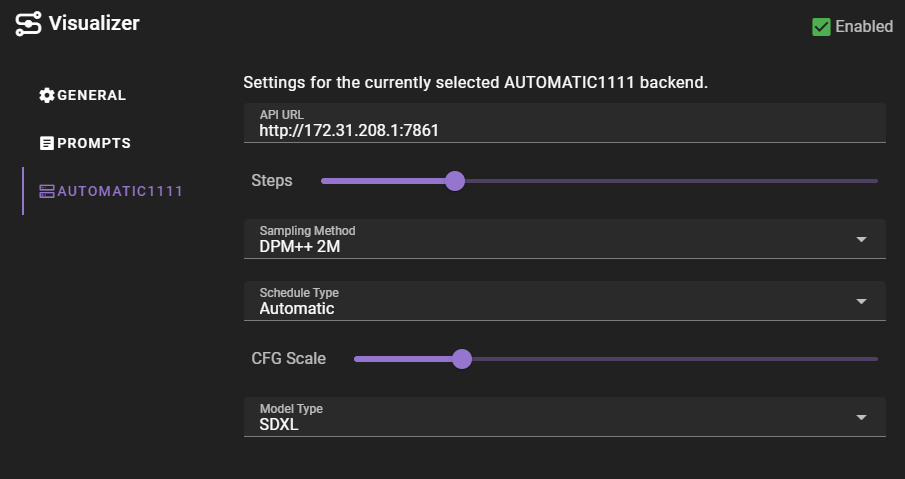 Visualizer
Enabled
GENERAL
PROMPTS
AUTOMATIC1111
Settings for the currently selected AUTOMATIC1111 backend.
API URL
http://172.31.208.1:7861
Steps
Sampling Method
DPM++ 2M
Schedule Type
Automatic
CFG Scale
Model Type
SDXL